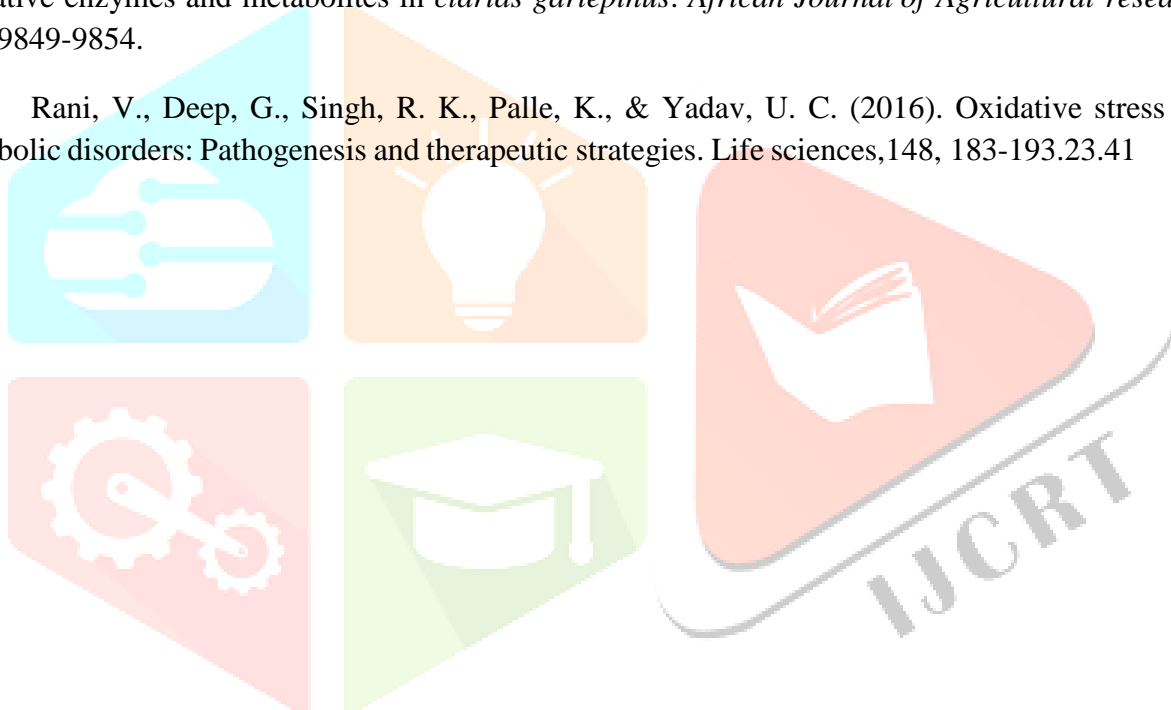 ative enzymes and metabolites in clarias gariepinus. African Journal of Agricultural resea
9849-9854.
Rani, V., Deep, G., Singh, R. K., Palle, K., & Yadav, U. C. (2016). Oxidative stress
bolic disorders: Pathogenesis and therapeutic strategies. Life sciences,148, 183-193.23.41
IJCRT